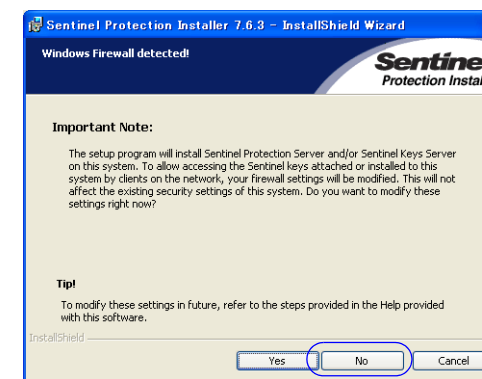 Sentinel Protection Installer 7.6.3 - InstallShield Wizard
Windows Firewall detected!
Sentine
Protection Instal
Important Note:
The setup program will install Sentinel Protection Server and/or Sentinel Keys Server
on this system. To allow accessing the Sentinel keys attached or installed to this
system by clients on the network, your firewall settings will be modified. This will not
affect the existing security settings of this system. Do you want to modify these
settings right now?
Tip!
To modify these settings in future, refer to the steps provided in the Help provided
with this software.
InstallShield
Yes
No
Cancel